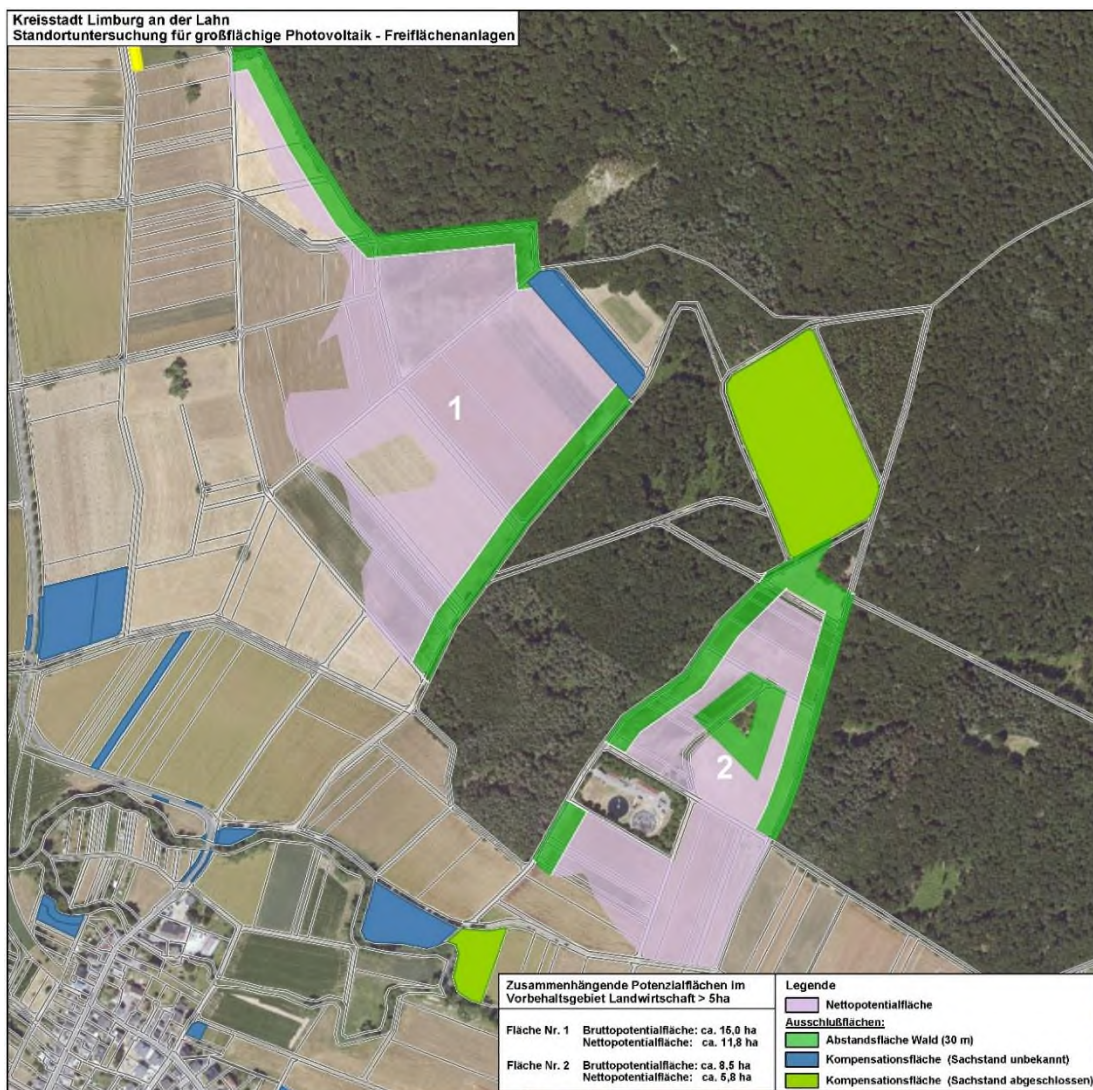 Kreisstadt Limburg an der Lahn
Standortuntersuchung für großflächige Photovoltaik - Freiflächenanlagen
1
2
Zusammenhängende Potenzialflächen im
Vorbehaltsgebiet Landwirtschaft > 5ha
Fläche Nr. 1 Bruttopotentialfläche: ca. 15,0 ha
Nettopotentialfläche: ca. 11,8 ha
Fläche Nr. 2 Bruttopotentialfläche: ca. 8,5 ha
Nettopotentialfläche: ca. 5,8 ha
Legende
Nettopotentialfläche
Ausschlußflächen:
Abstandsfläche Wald (30 m)
Kompensationsfläche (Sachstand unbekannt)
Kompensationsfläche (Sachstand abgeschlossen)